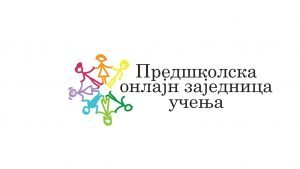 Предшколска
онлајн заједница
учења